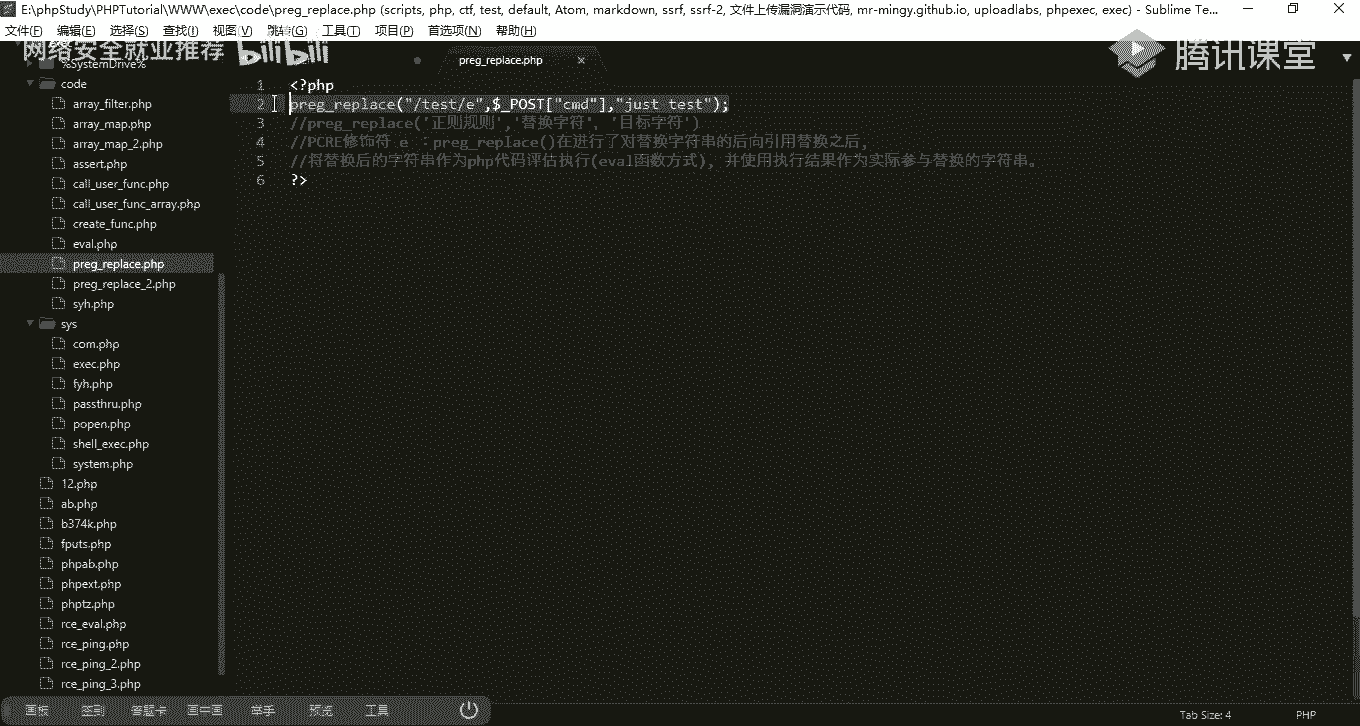 E:\phpStudy\PHPTutorial\WWW\exec\code\preg_replace.php (scripts, php, ctf, test, default, Atom, markdown, ssrf, ssrf-2, 文件上传漏洞演示代码, mr-mingy.github.io, uploadlabs, phpexec, exec) - Sublime Te...
文件(F) 编辑(E) 选择(S) 查找(I) 视图(V) 跳转(G) 工具(T) 项目(P) 首选项(N) 帮助(H)
网络安全就业推荐 bilibili
腾讯课堂
%SystemDrive%
code
array_filter.php
array_map.php
array_map_2.php
assert.php
call_user_func.php
call_user_func_array.php
create_func.php
eval.php
preg_replace.php
preg_replace_2.php
syh.php
sys
com.php
exec.php
fyh.php
passthru.php
popen.php
shell_exec.php
system.php
12.php
ab.php
b374k.php
fputs.php
phpab.php
phpext.php
phptz.php
rce_eval.php
rce_ping.php
rce_ping_2.php
rce_ping_3.php
preg_replace.php ×
1 <?php
2 preg_replace("/test/e",$_POST["cmd"],"just test");
3 //preg_replace('正则规则','替换字符', '目标字符')
4 //PCRE修饰符 e ：preg_replace()在进行了对替换字符串的后向引用替换之后,
5 //将替换后的字符串作为php代码评估执行(eval函数方式), 并使用执行结果作为实际参与替换的字符串。
6 ?>
画板 签到 答题卡 画中画 举手 预览 工具
Tab Size: 4 PHP